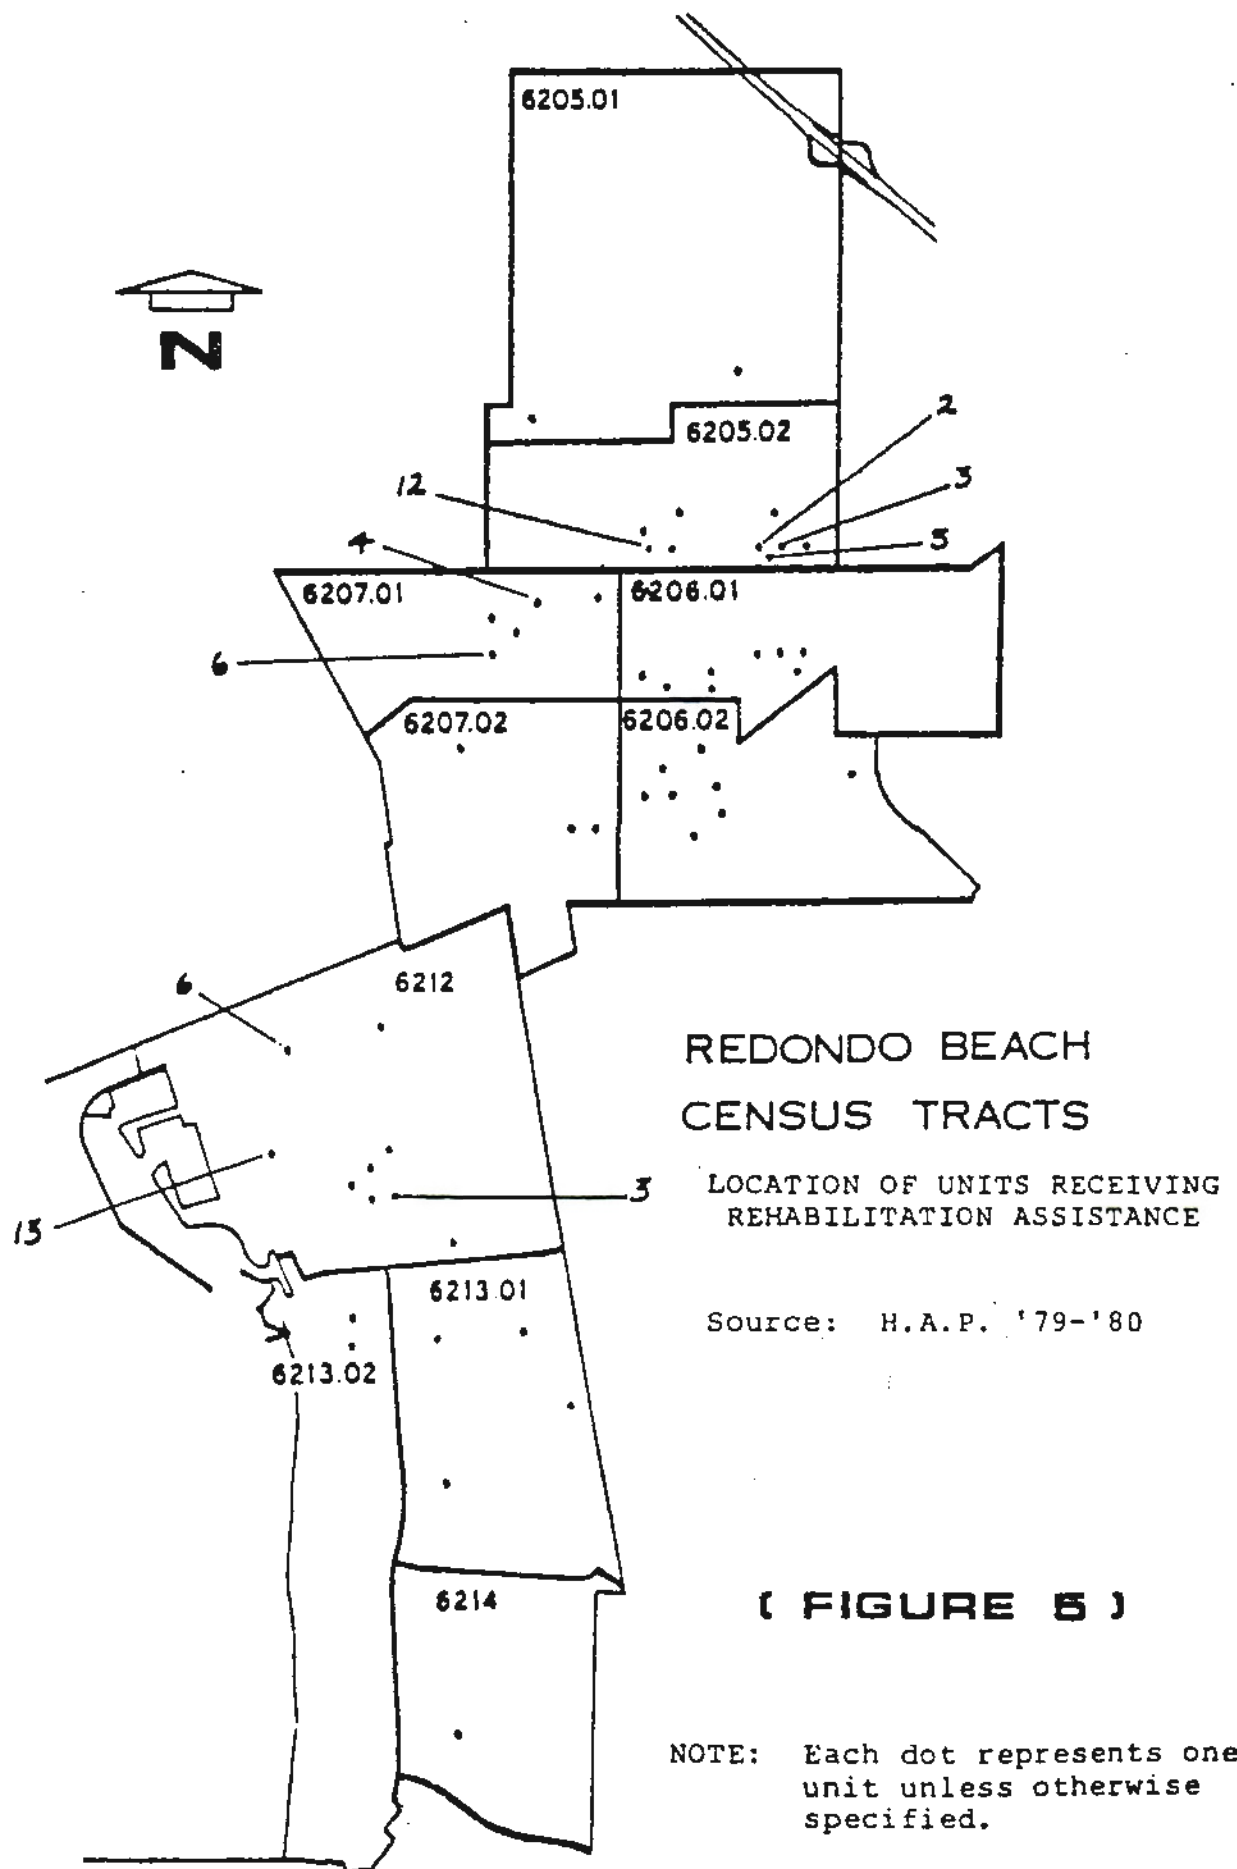 6205.01
N
6205.02
2
12
3
4
3
6207.01
6206.01
6
6207.02
6206.02
6212
6
REDONDO BEACH
CENSUS TRACTS
LOCATION OF UNITS RECEIVING
REHABILITATION ASSISTANCE
13
3
6213.01
Source: H.A.P. '79-'80
6213.02
( FIGURE 5 )
6214
NOTE: Each dot represents one
unit unless otherwise
specified.